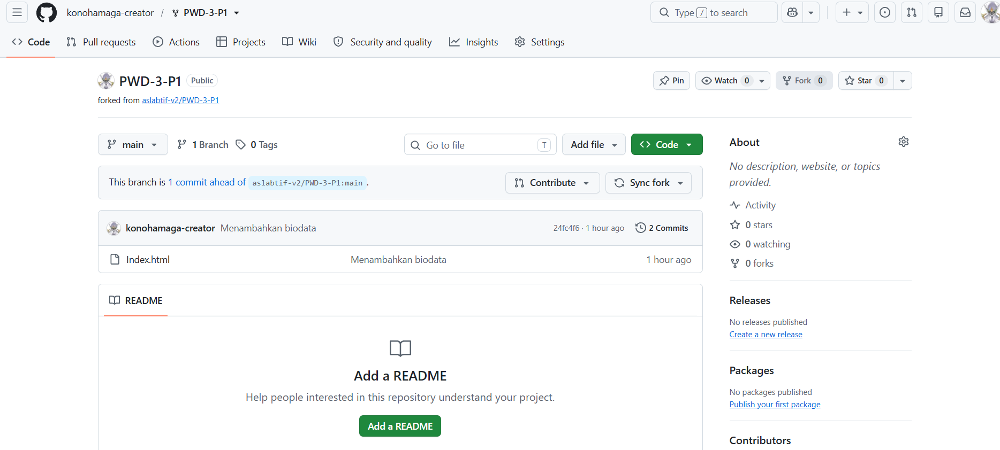 konohamaga-creator / PWD-3-P1
Type / to search
Code Pull requests Actions Projects Wiki Security and quality Insights Settings
PWD-3-P1 Public
Pin Watch 0 Fork 0 Star 0
forked from aslabtif-v2/PWD-3-P1
main 1 Branch 0 Tags
Go to file T
Add file
Code
This branch is 1 commit ahead of aslabtif-v2/PWD-3-P1:main.
Contribute Sync fork
konohamaga-creator Menambahkan biodata 24fc4f6 · 1 hour ago 2 Commits
Index.html Menambahkan biodata 1 hour ago
README
Add a README
Help people interested in this repository understand your project.
Add a README
About
No description, website, or topics
provided.
Activity
0 stars
0 watching
0 forks
Releases
No releases published
Create a new release
Packages
No packages published
Publish your first package
Contributors